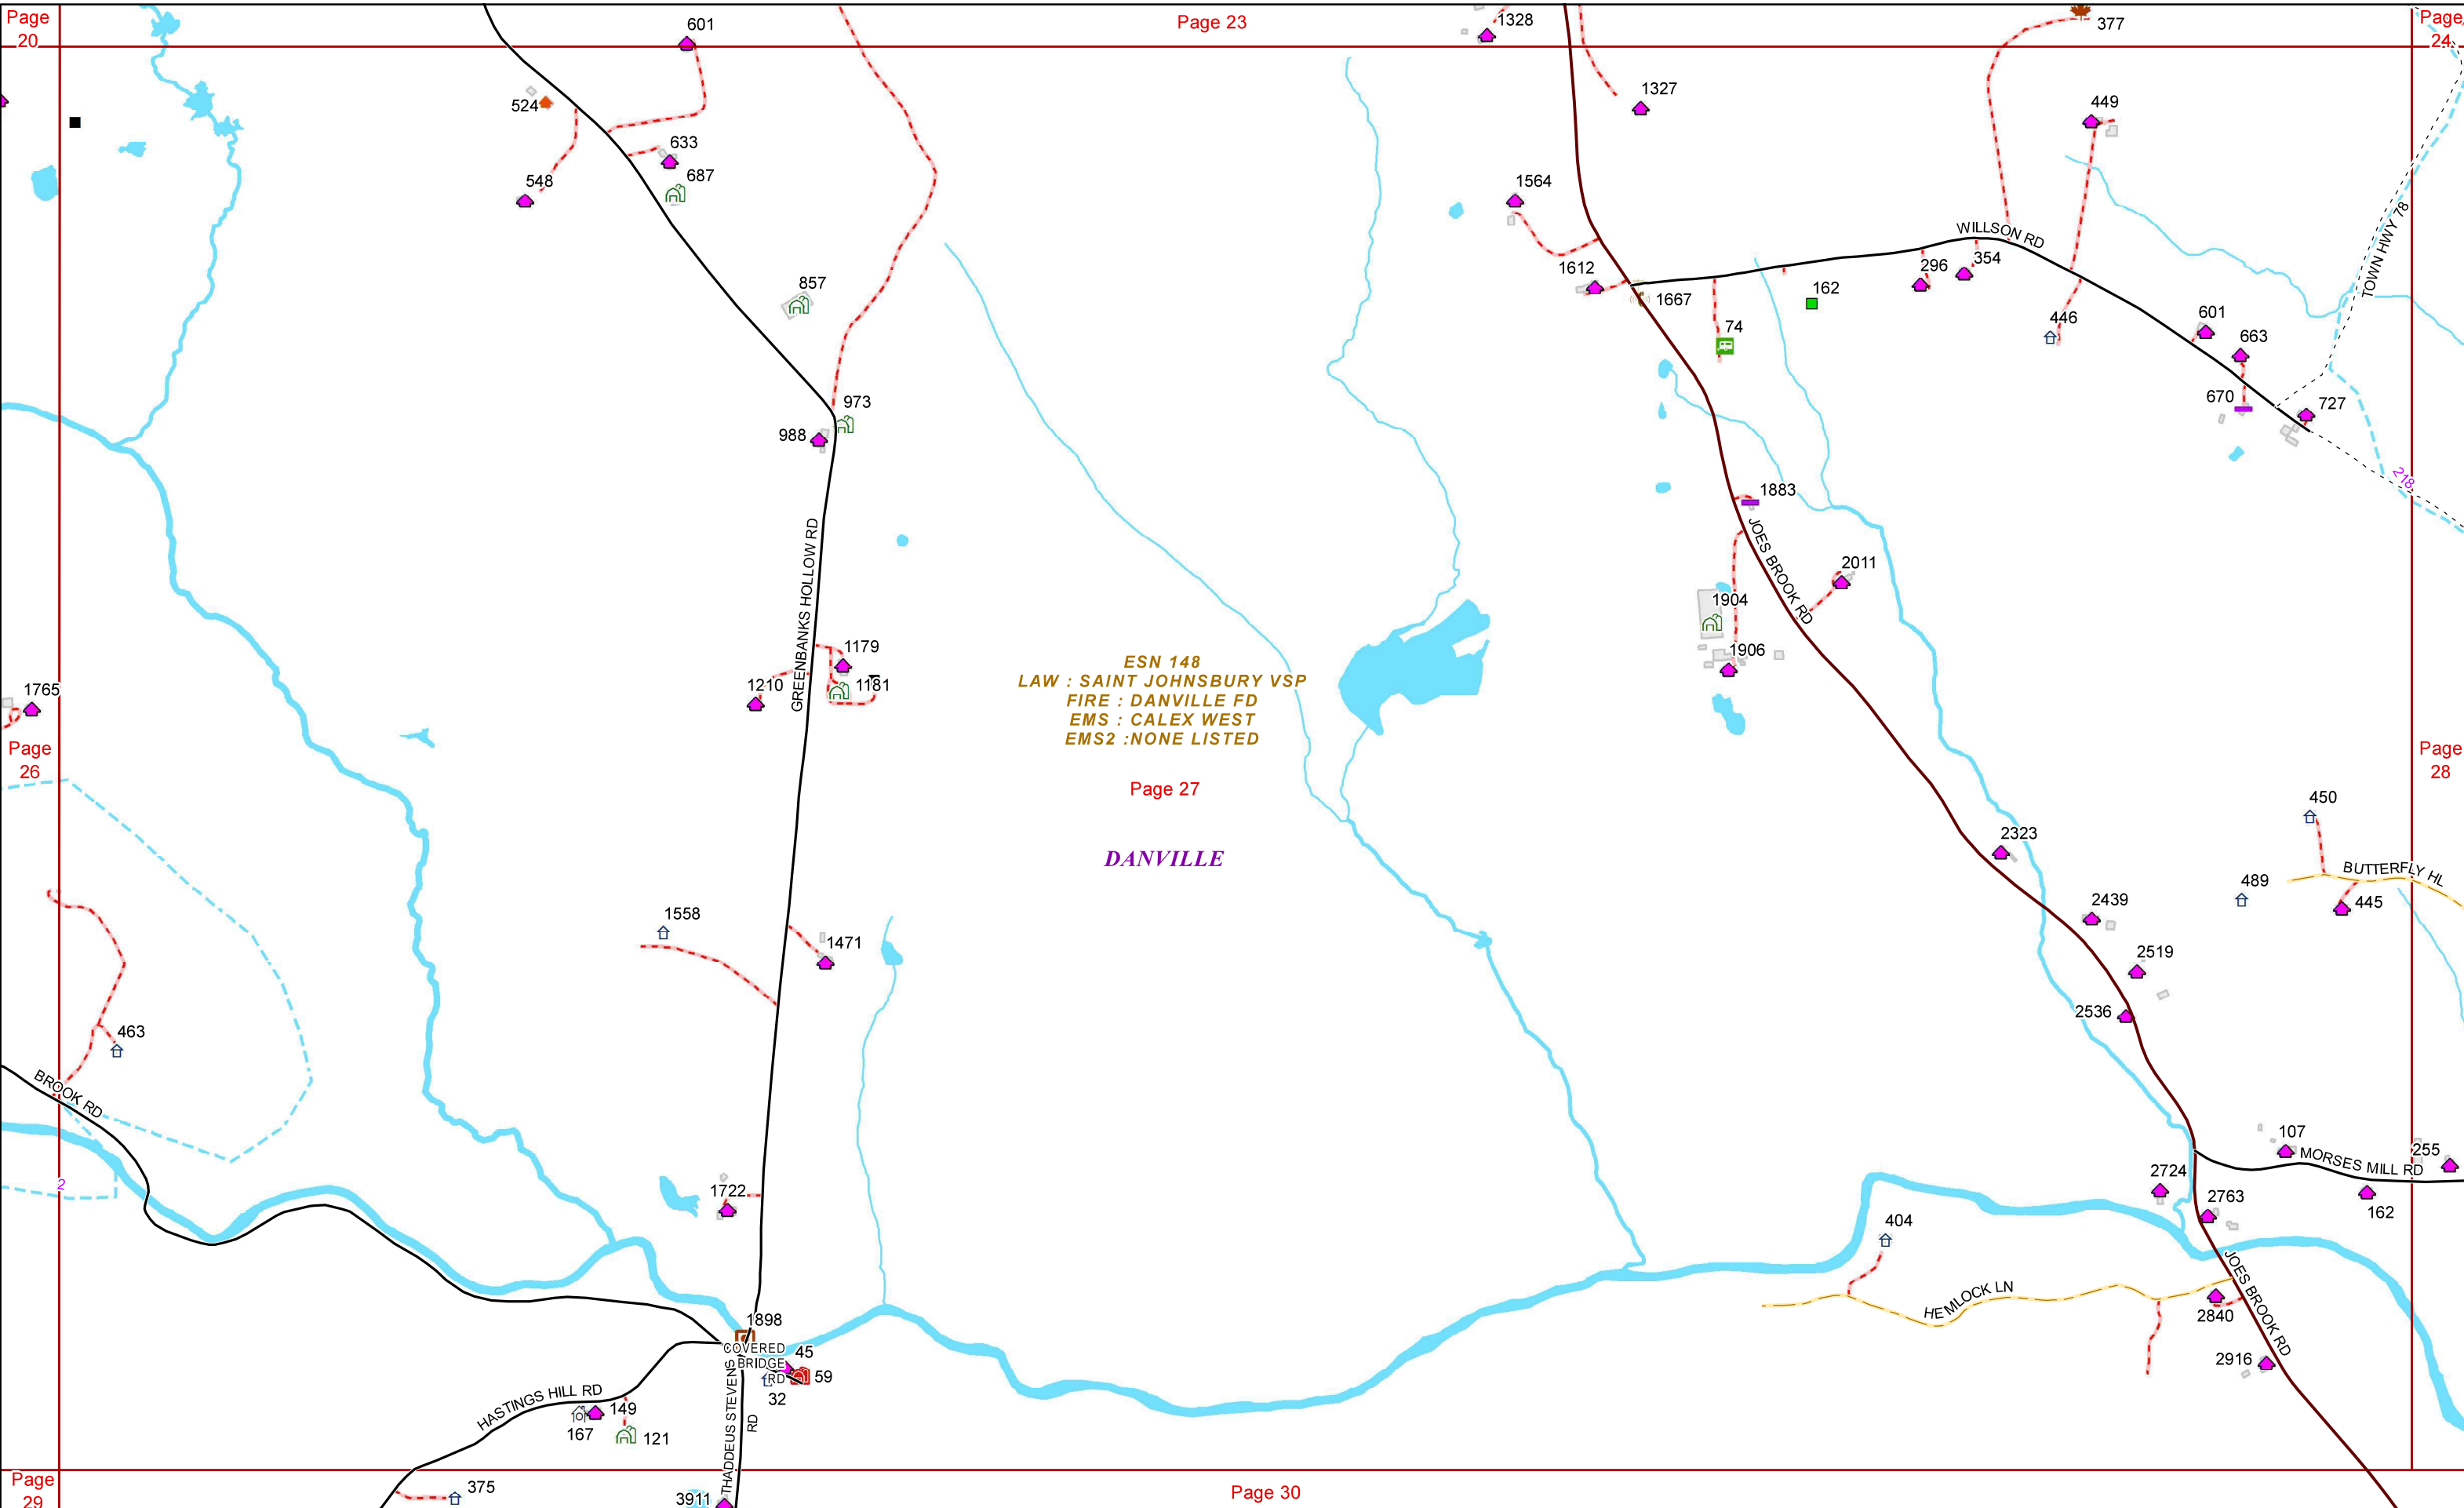 Page
20
601
Page 23
1328
377
Page
24
524
1327
449
633
687
548
1564
WILLSON RD
TOWN HWY 78
857
1612
1667
296
354
162
74
446
601
663
973
988
670
727
218
1883
GREENBANKS HOLLOW RD
JOES BROOK RD
2011
1904
1179
1906
1210
1181
1765
ESN 148
LAW : SAINT JOHNSBURY VSP
FIRE : DANVILLE FD
EMS : CALEX WEST
EMS2 :NONE LISTED
Page
26
Page
28
Page 27
450
2323
DANVILLE
BUTTERFLY HL
489
445
2439
1558
1471
2519
2536
463
BROOK RD
107
MORSES MILL RD
255
2
2724
1722
2763
162
404
JOES BROOK RD
HEMLOCK LN
2840
1898
COVERED
BRIDGE
RD
45
59
32
2916
HASTINGS HILL RD
149
167
121
THADDEUS STEVENS
RD
Page
29
375
3911
Page 30